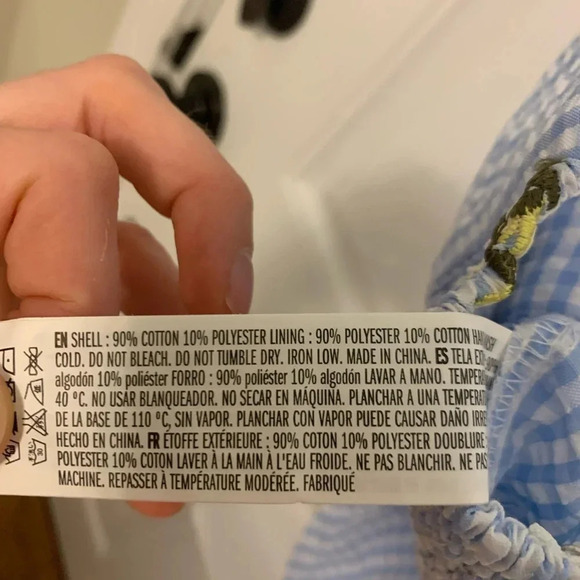 EN SHELL : 90% COTTON 10% POLYESTER LINING : 90% POLYESTER 10% COTTON HAND WASH
COLD. DO NOT BLEACH. DO NOT TUMBLE DRY. IRON LOW. MADE IN CHINA. ES TELA
algodón 10% poliéster FORRO : 90% poliéster 10% algodón LAVAR A MANO.
40 ºC. NO USAR BLANQUEADOR. NO SECAR EN MÁQUINA. PLANCHAR A UNA
DE LA BASE DE 110 ºC, SIN VAPOR. PLANCHAR CON VAPOR PUEDE CAUSAR DAÑO
HECHO EN CHINA. FR ÉTOFFE EXTÉRIEURE : 90% COTON 10% POLYESTER DOUBLURE
POLYESTER 10% COTON LAVER À LA MAIN À L'EAU FROIDE. NE PAS BLANCHIR. NE PAS
MACHINE. REPASSER À TEMPÉRATURE MODÉRÉE. FABRIQUÉ